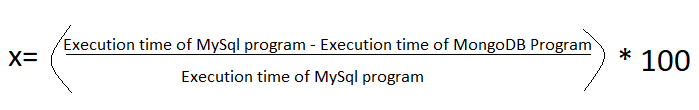 Execution time of MySql program - Execution time of MongoDB Program
x= ( ) * 100
Execution time of MySql program